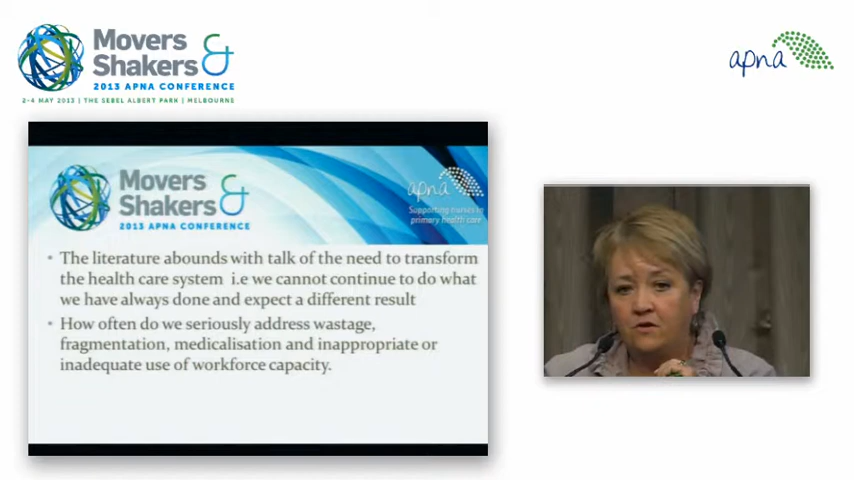 Movers
Shakers &
2013 APNA CONFERENCE
2-4 MAY 2013 | THE SEBEL ALBERT PARK | MELBOURNE
apna
Movers
Shakers &
2013 APNA CONFERENCE
apna
Supporting nurses in
primary health care
• The literature abounds with talk of the need to transform
the health care system i.e we cannot continue to do what
we have always done and expect a different result
• How often do we seriously address wastage,
fragmentation, medicalisation and inappropriate or
inadequate use of workforce capacity.